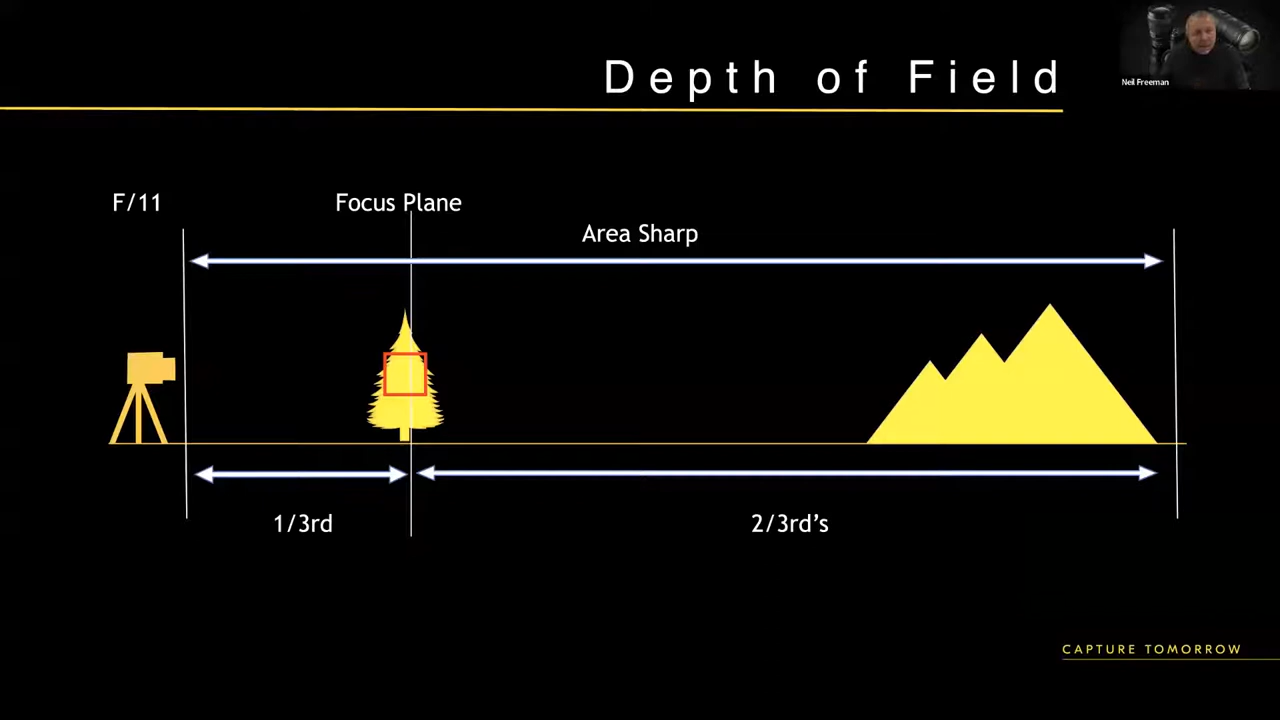 Depth of Field
Neil Freeman
F/11
Focus Plane
Area Sharp
1/3rd
2/3rd’s
CAPTURE TOMORROW